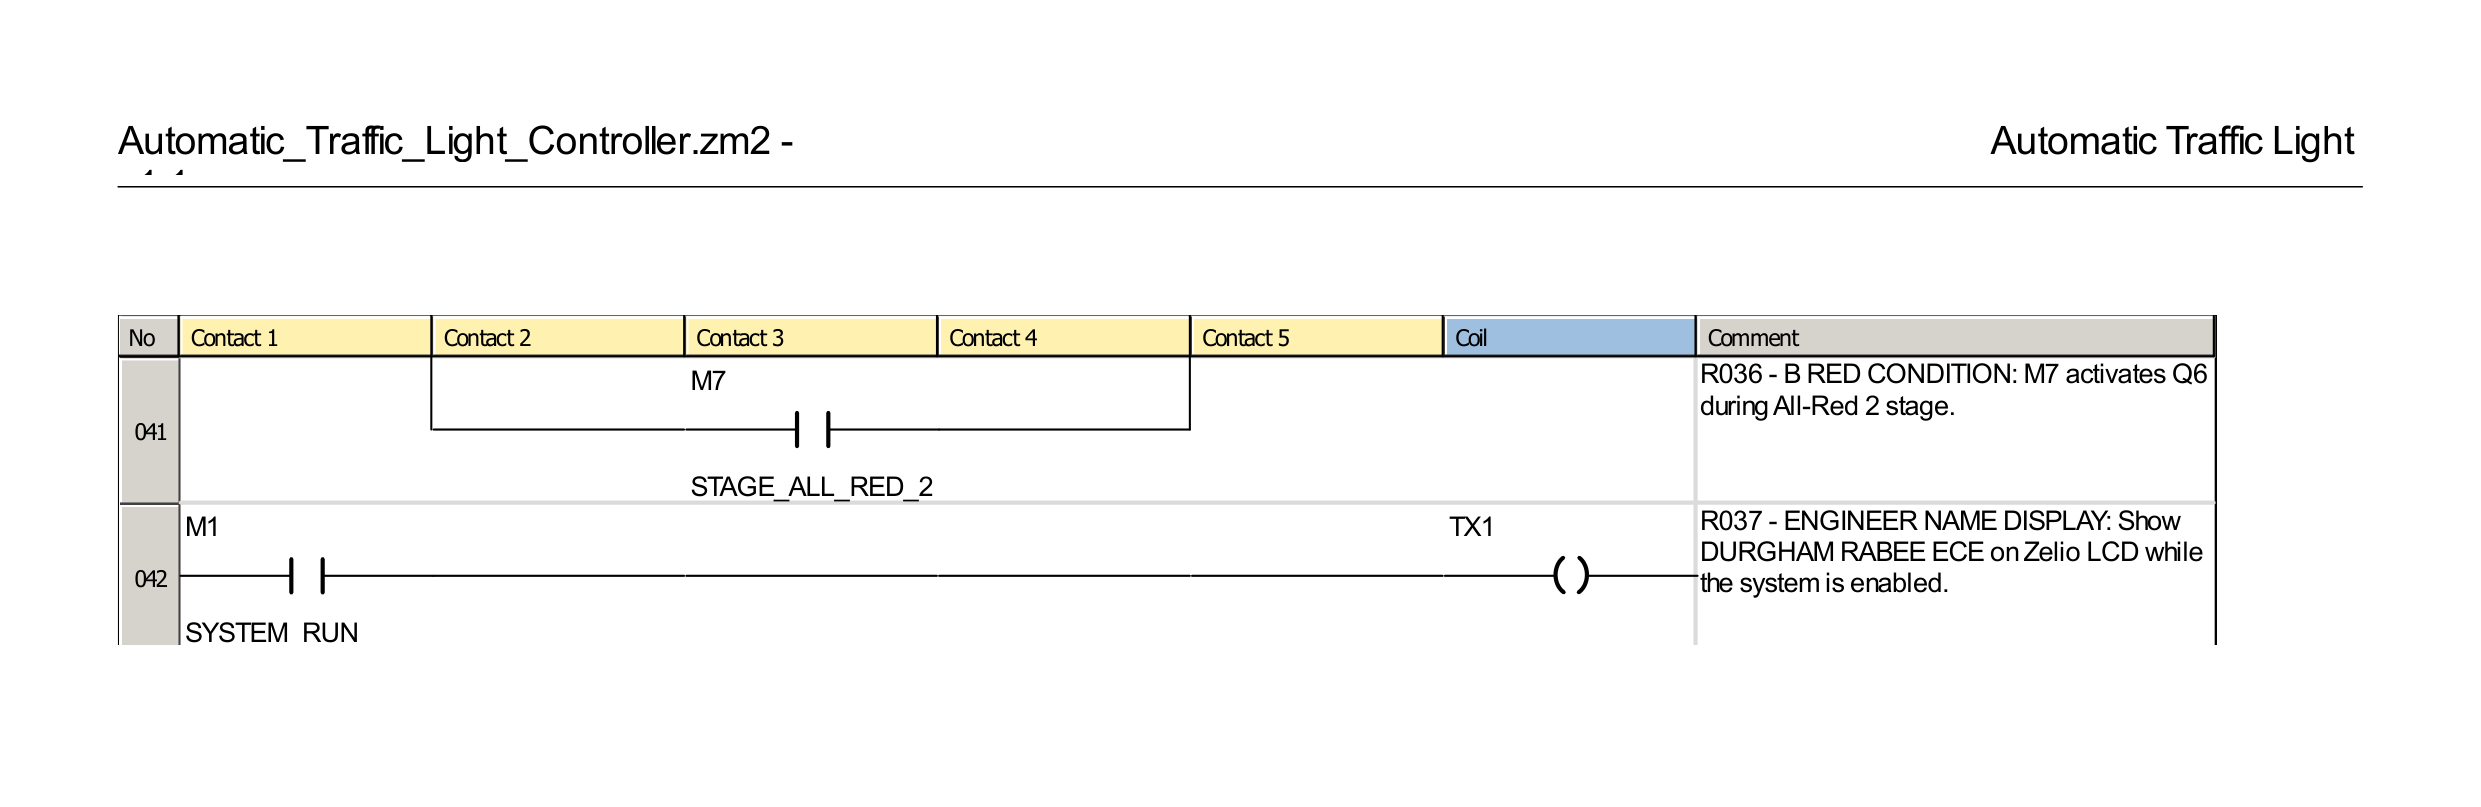 Automatic_Traffic_Light_Controller.zm2 -
Automatic Traffic Light
No Contact 1 Contact 2 Contact 3 Contact 4 Contact 5 Coil Comment
041
M7
STAGE_ALL_RED_2
R036 - B RED CONDITION: M7 activates Q6
during All-Red 2 stage.
042
M1
SYSTEM_RUN
TX1
R037 - ENGINEER NAME DISPLAY: Show
DURGHAM RABEE ECE on Zelio LCD while
the system is enabled.